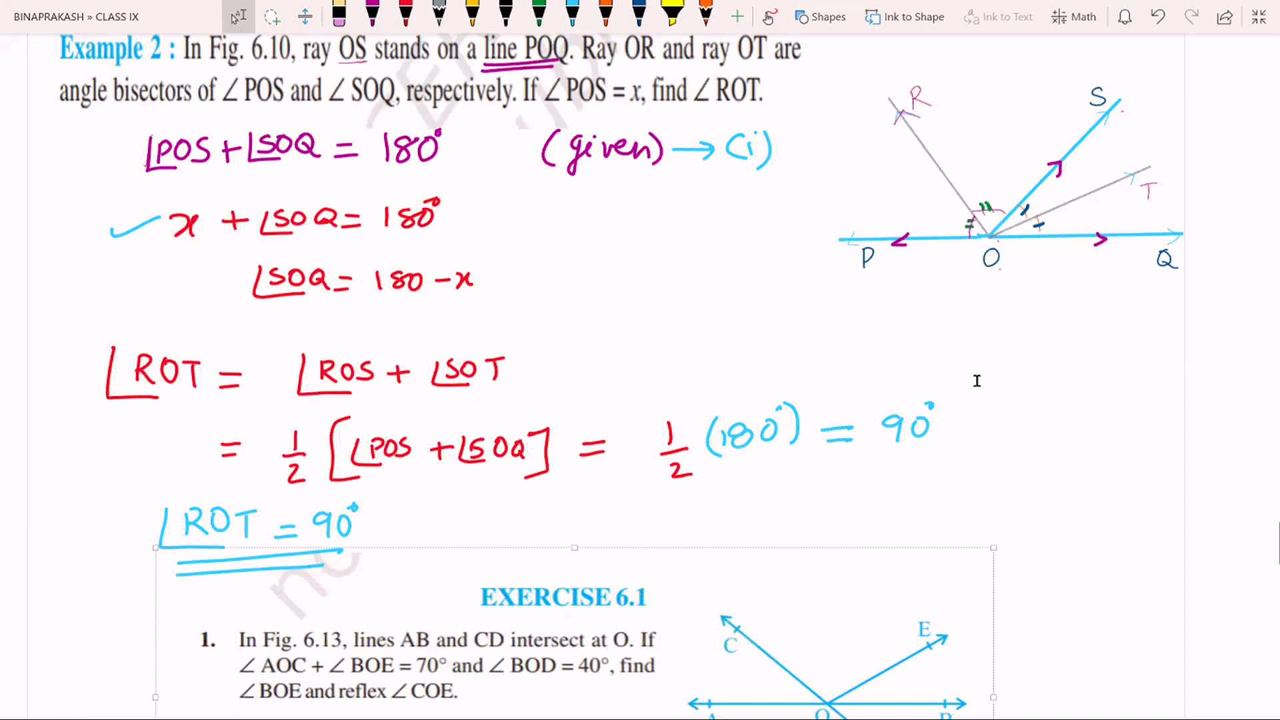 BINAPRAKASH » CLASS IX
Shapes Ink to Shape Ink to Text Math
Example 2 : In Fig. 6.10, ray OS stands on a line POQ. Ray OR and ray OT are
angle bisectors of ∠ POS and ∠ SOQ, respectively. If ∠ POS = x, find ∠ ROT.
∠POS + ∠SOQ = 180° (given) → (i)
x + ∠SOQ = 180°
∠SOQ = 180 - x
R S T
P O Q
∠ROT = ∠ROS + ∠SOT
= 1/2 [∠POS + ∠SOQ] = 1/2 (180°) = 90°
∠ROT = 90°
EXERCISE 6.1
1. In Fig. 6.13, lines AB and CD intersect at O. If
∠ AOC + ∠ BOE = 70° and ∠ BOD = 40°, find
∠ BOE and reflex ∠ COE.
C E
O